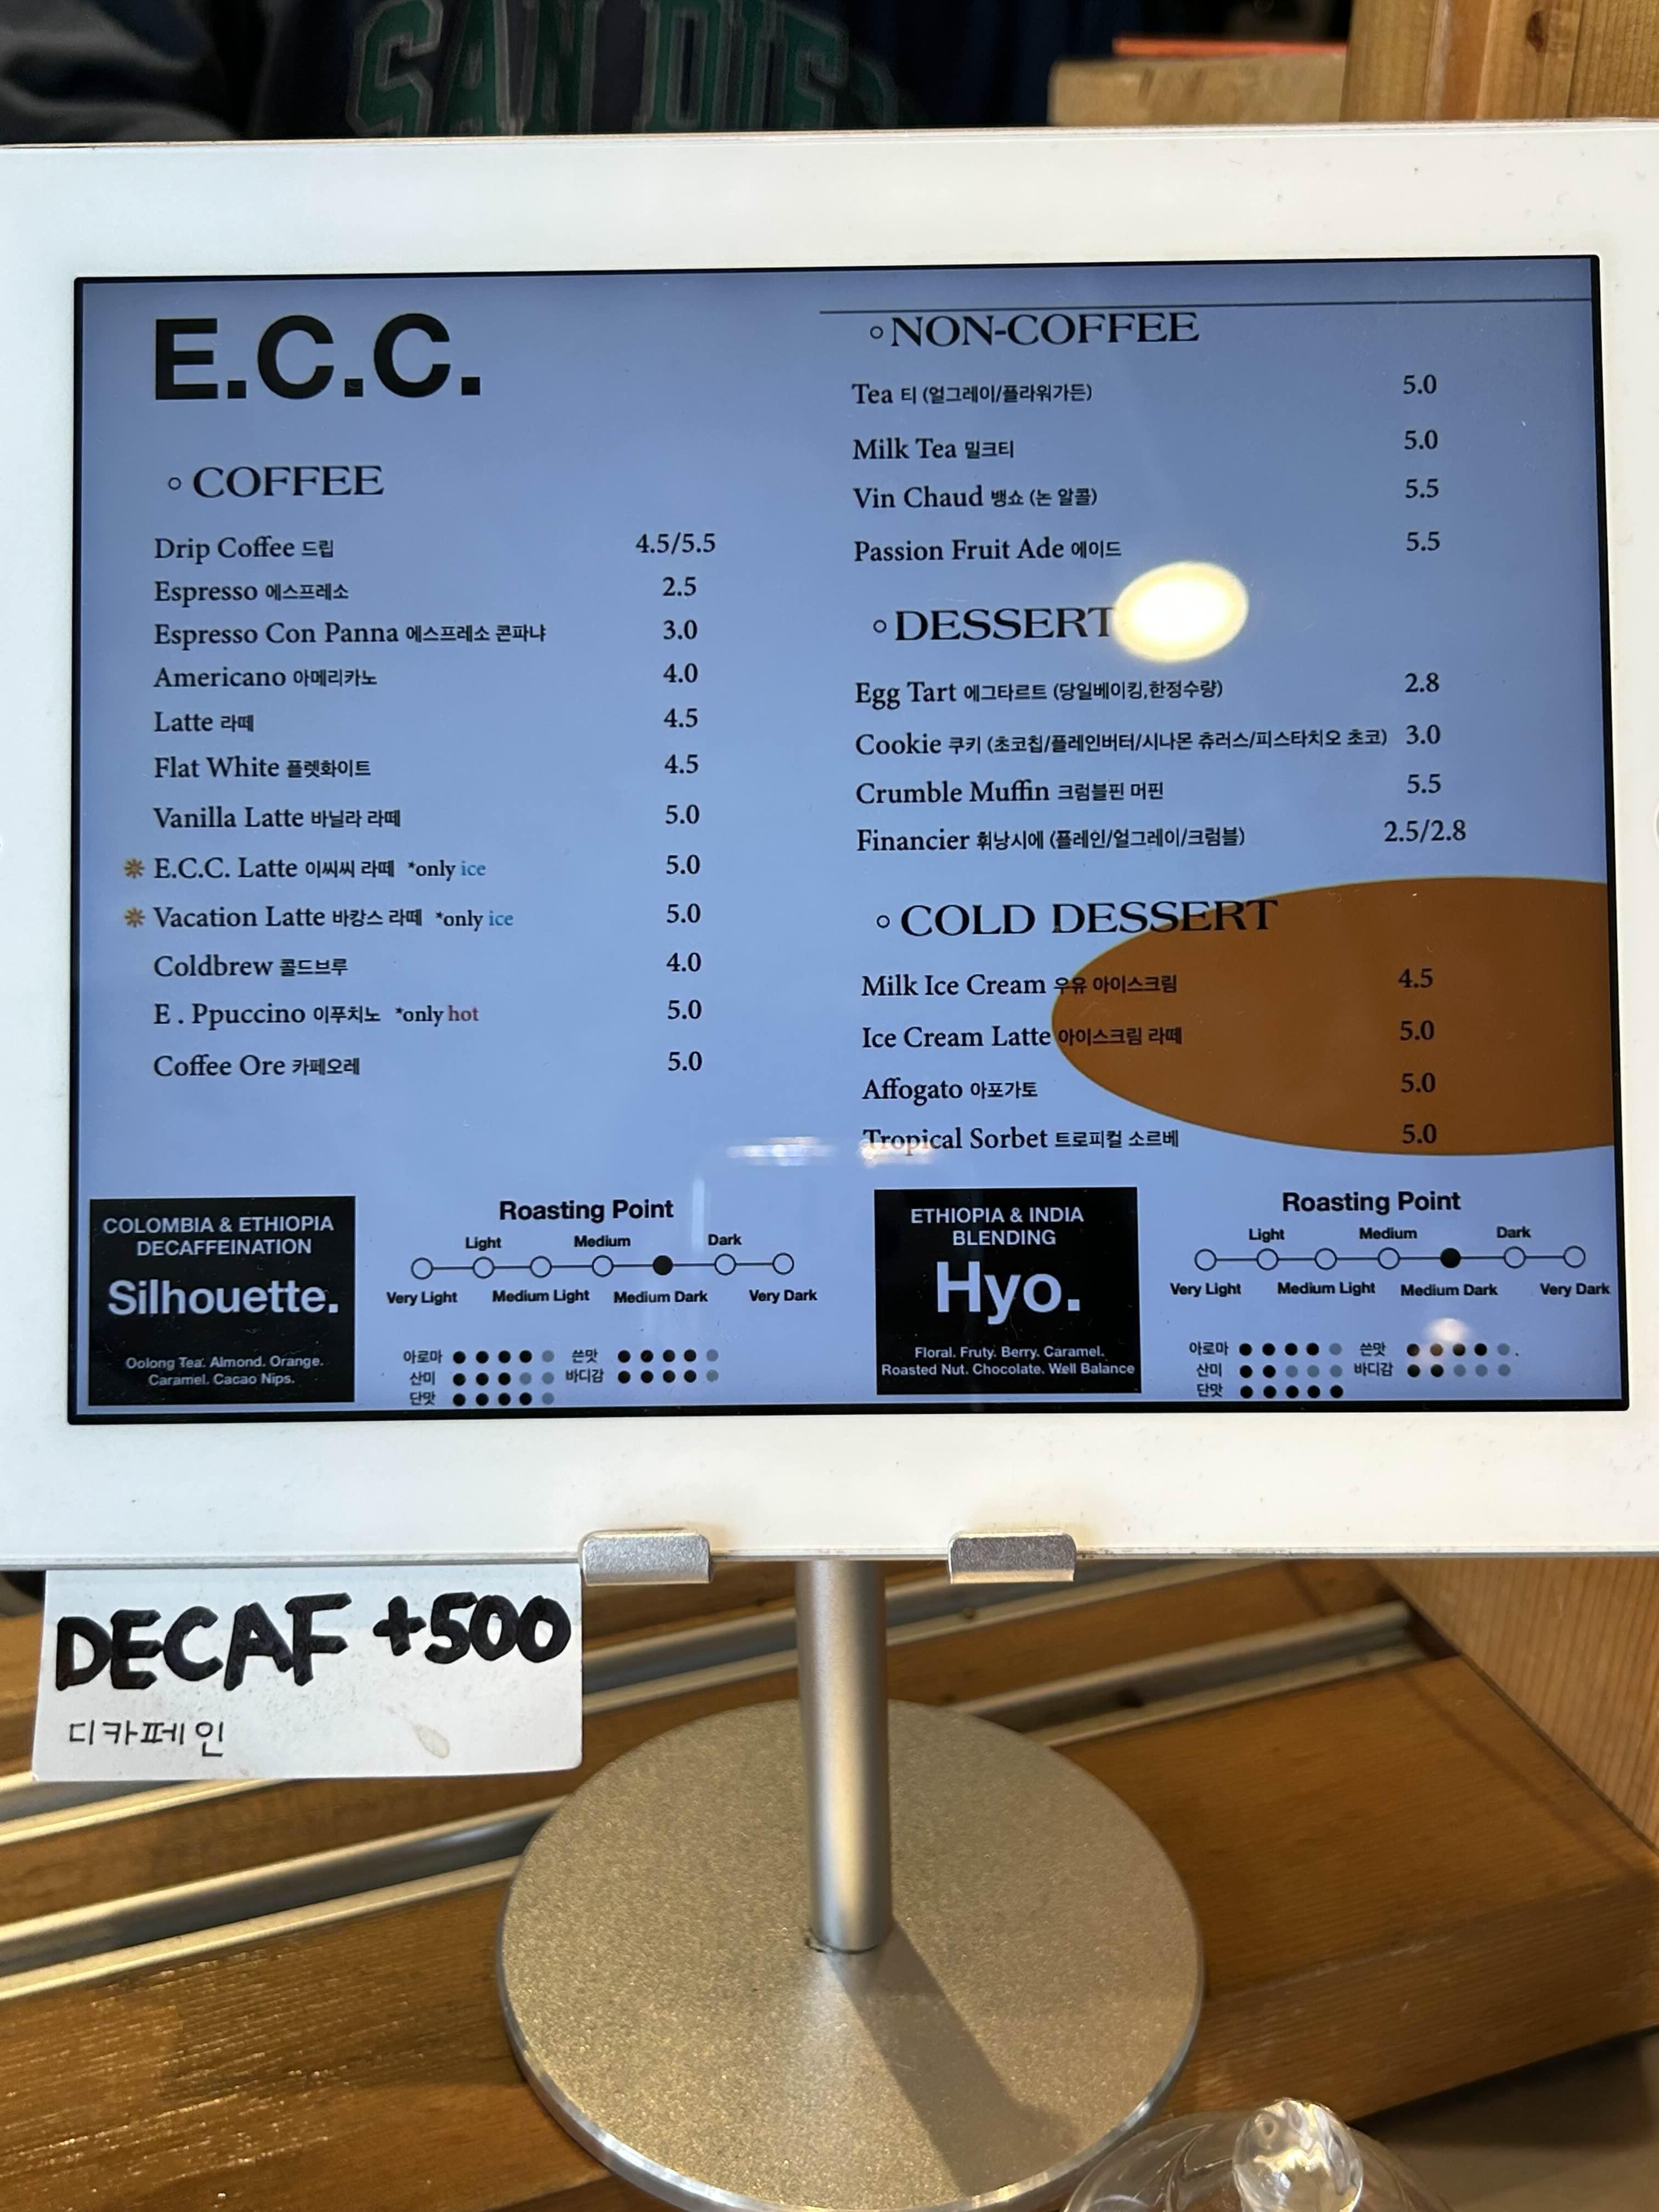 SAN DIE
E.C.C.
COFFEE
Drip Coffee 드립 4.5/5.5
Espresso 에스프레소 2.5
Espresso Con Panna 에스프레소 콘파냐 3.0
Americano 아메리카노 4.0
Latte 라떼 4.5
Flat White 플렛화이트 4.5
Vanilla Latte 바닐라 라떼 5.0
E.C.C. Latte 이씨씨 라떼 *only ice 5.0
Vacation Latte 바캉스 라떼 *only ice 5.0
Coldbrew 콜드브루 4.0
E . Ppuccino 이푸치노 *only hot 5.0
Coffee Ore 카페오레 5.0
NON-COFFEE
Tea 티 (얼그레이/플라워가든) 5.0
Milk Tea 밀크티 5.0
Vin Chaud 뱅쇼 (논 알콜) 5.5
Passion Fruit Ade 에이드 5.5
DESSERT
Egg Tart 에그타르트 (당일베이킹,한정수량) 2.8
Cookie 쿠키 (초코칩/플레인버터/시나몬 츄러스/피스타치오 초코) 3.0
Crumble Muffin 크럼블핀 머핀 5.5
Financier 휘낭시에 (플레인/얼그레이/크럼블) 2.5/2.8
COLD DESSERT
Milk Ice Cream 우유 아이스크림 4.5
Ice Cream Latte 아이스크림 라떼 5.0
Affogato 아포가토 5.0
Tropical Sorbet 트로피컬 소르베 5.0
COLOMBIA & ETHIOPIA
DECAFFEINATION
Silhouette.
Oolong Tea. Almond. Orange.
Caramel. Cacao Nips.
Roasting Point
Light Medium Dark
Very Light Medium Light Medium Dark Very Dark
아로마 쓴맛
산미 바디감
단맛
ETHIOPIA & INDIA
BLENDING
Hyo.
Floral. Fruty. Berry. Caramel.
Roasted Nut. Chocolate. Well Balance
Roasting Point
Light Medium Dark
Very Light Medium Light Medium Dark Very Dark
아로마 쓴맛
산미 바디감
단맛
DECAF +500
디카페인